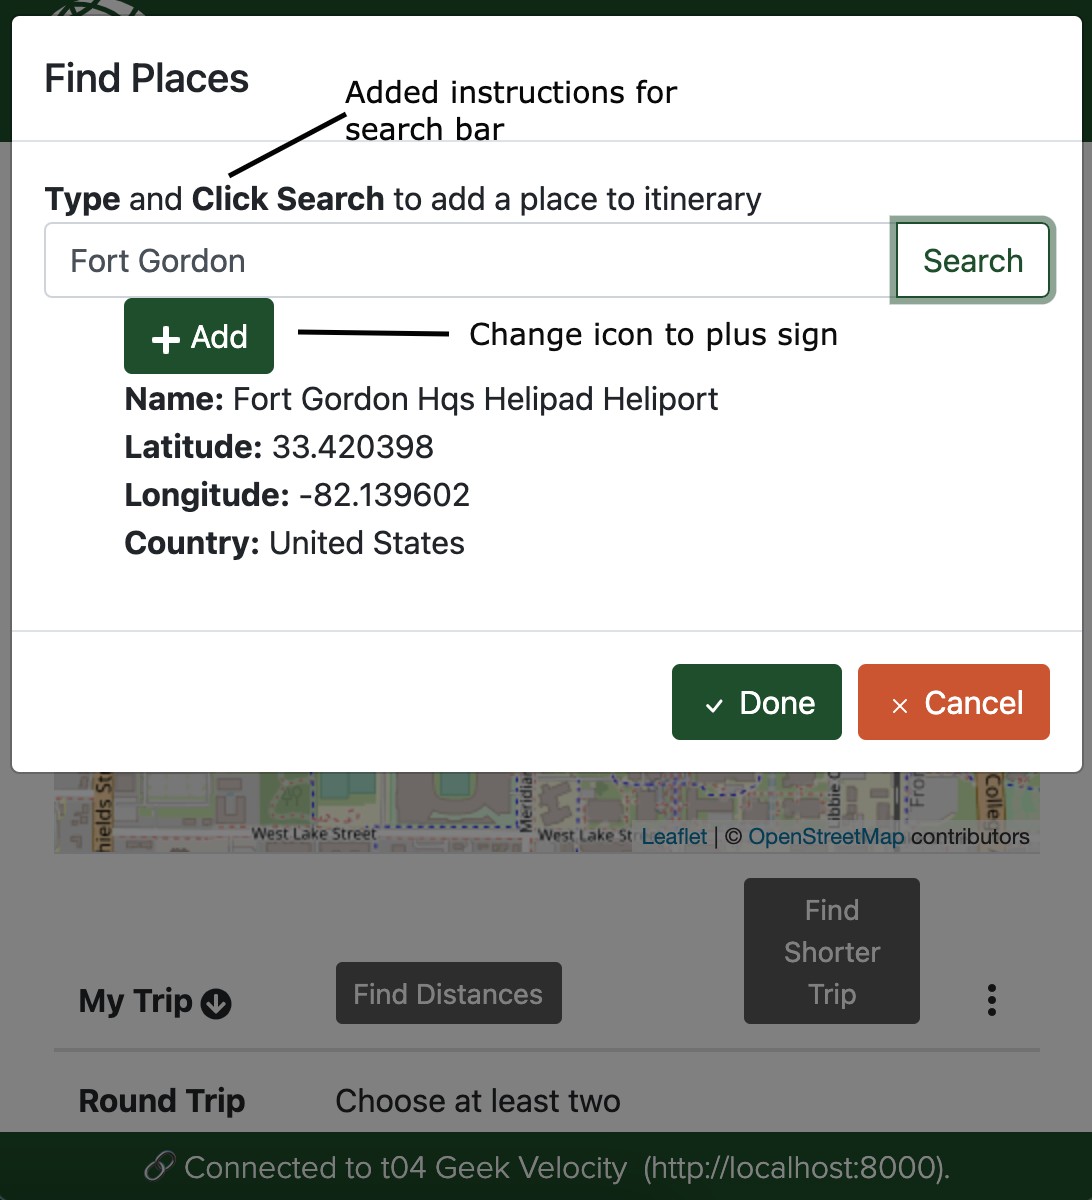 Find Places
Added instructions for
search bar
Type and Click Search to add a place to itinerary
Fort Gordon
Search
Add
Change icon to plus sign
Name: Fort Gordon Hqs Helipad Heliport
Latitude: 33.420398
Longitude: -82.139602
Country: United States
Done
Cancel
hields St
West Lake Street
Meridian
West Lake St
ibbie C
Fro
Colle
Leaflet | © OpenStreetMap contributors
My Trip
Find Distances
Find
Shorter
Trip
Round Trip
Choose at least two
Connected to t04 Geek Velocity (http://localhost:8000).